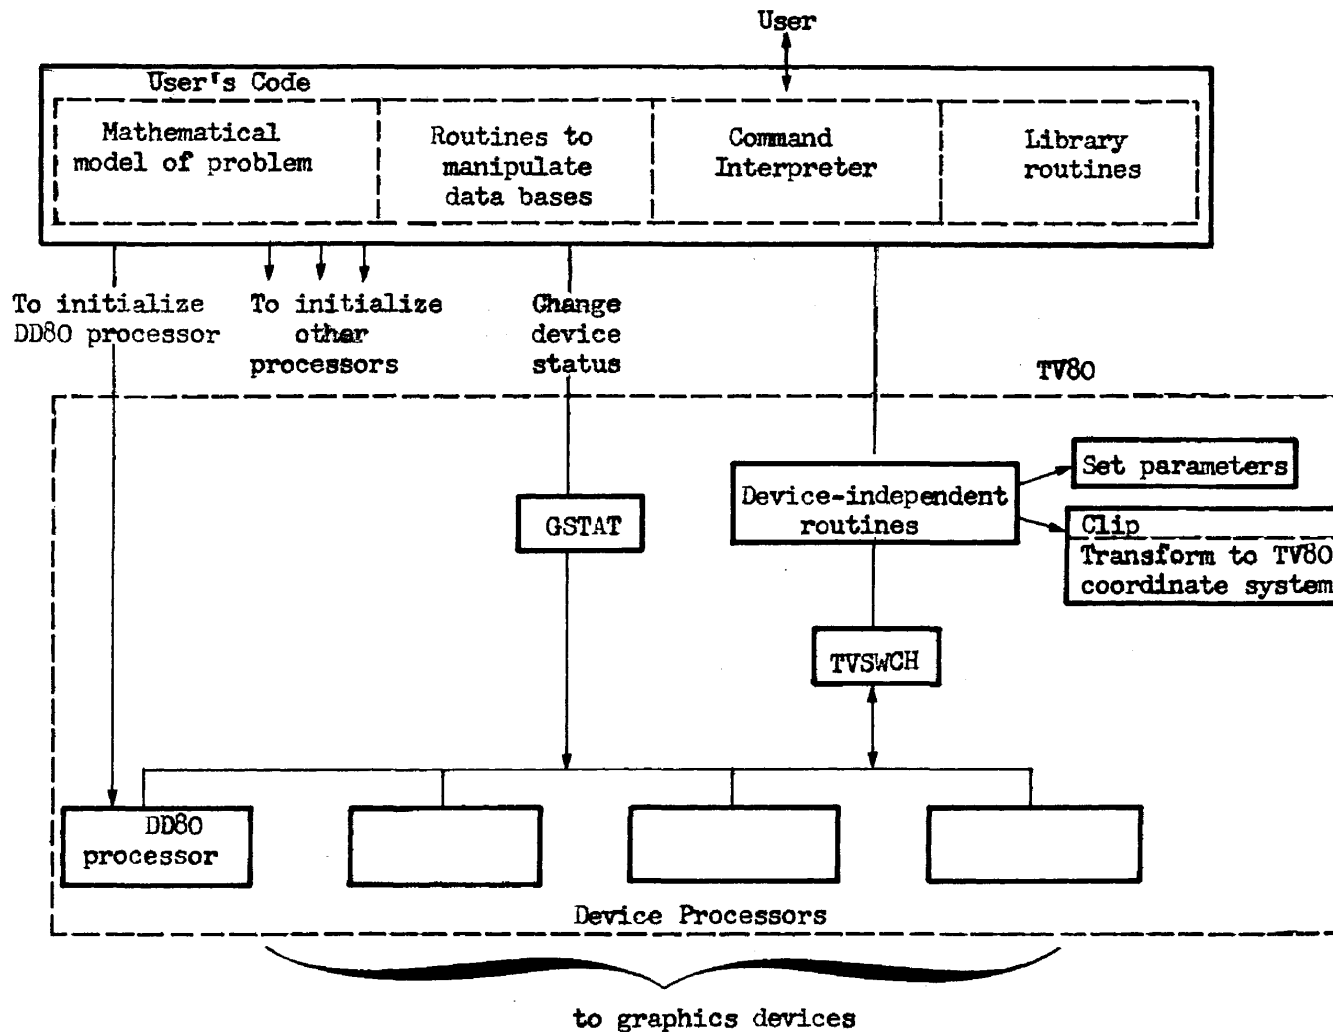 User
User's Code
Mathematical
model of problem
Routines to
manipulate
data bases
Command
Interpreter
Library
routines
To initialize
DD80 processor
To initialize
other
processors
Change
device
status
TV80
GSTAT
Device-independent
routines
Set parameters
Clip
Transform to TV80
coordinate system
TVSWCH
DD80
processor
Device Processors
to graphics devices